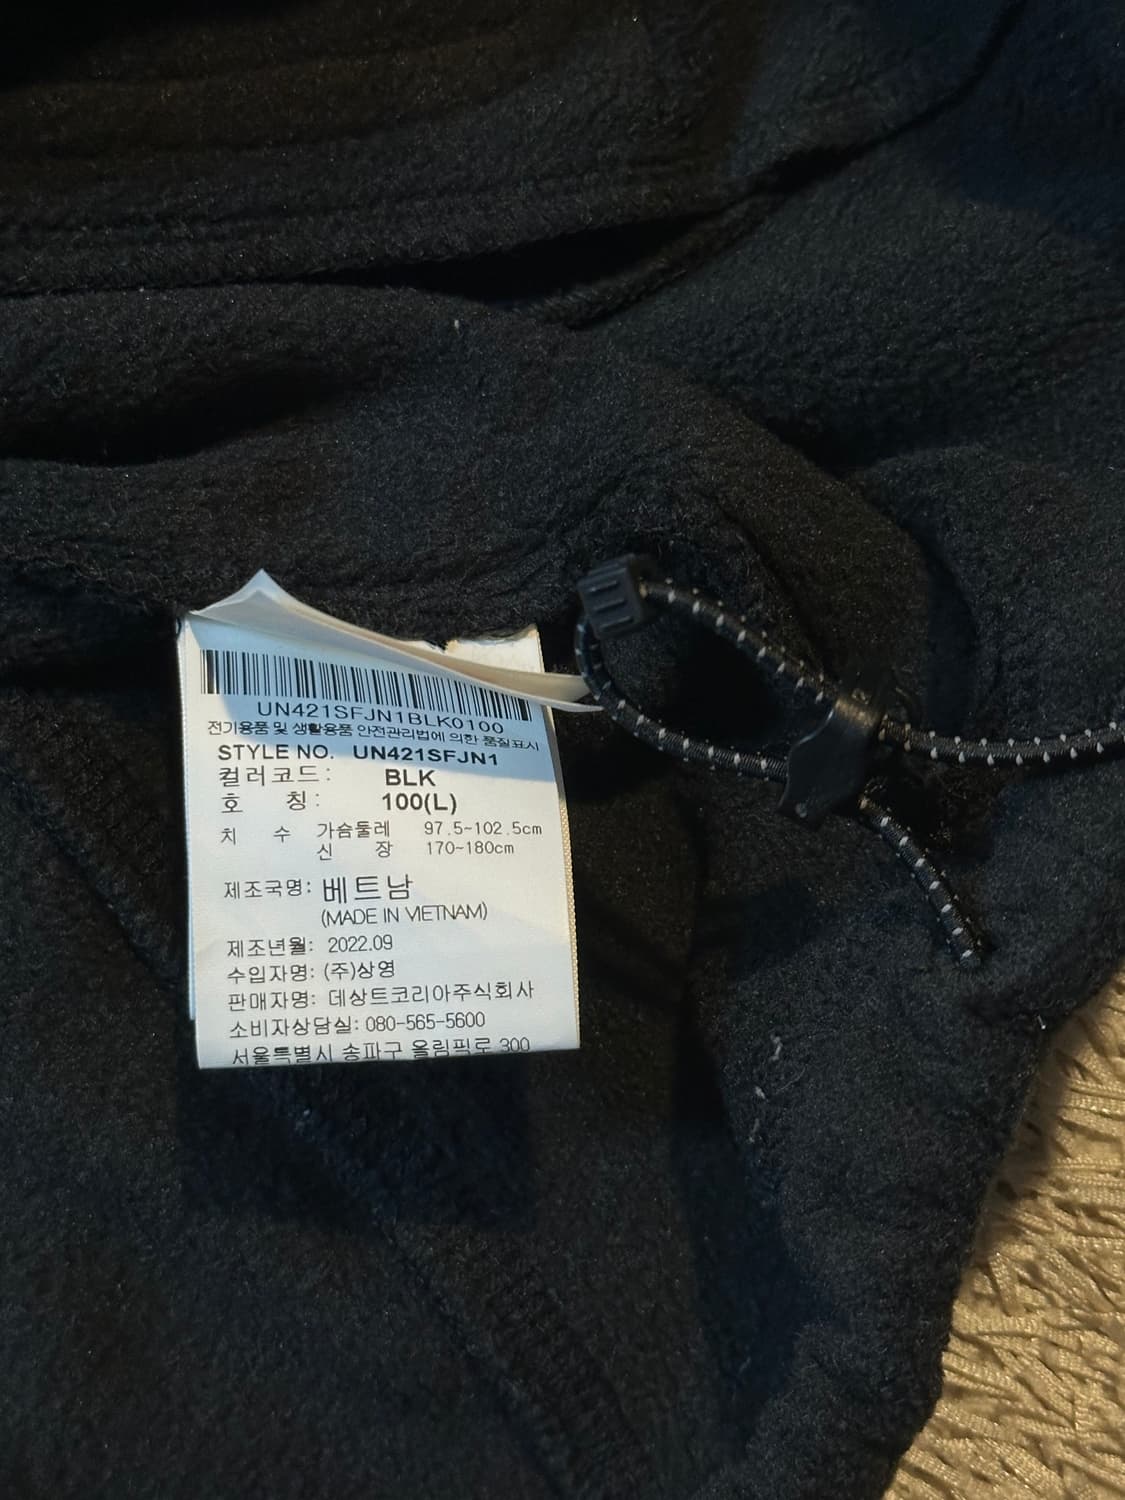 UN421SFJN1BLK0100
전기용품 및 생활용품 안전관리법에 의한 품질표시
STYLE NO. UN421SFJN1
컬러코드: BLK
호 칭: 100(L)
치 수 가슴둘레 97.5~102.5cm
신 장 170~180cm
제조국명: 베트남
(MADE IN VIETNAM)
제조년월: 2022.09
수입자명: (주)상영
판매자명: 데상트코리아주식회사
소비자상담실: 080-565-5600
서울특별시 송파구 올림픽로 300